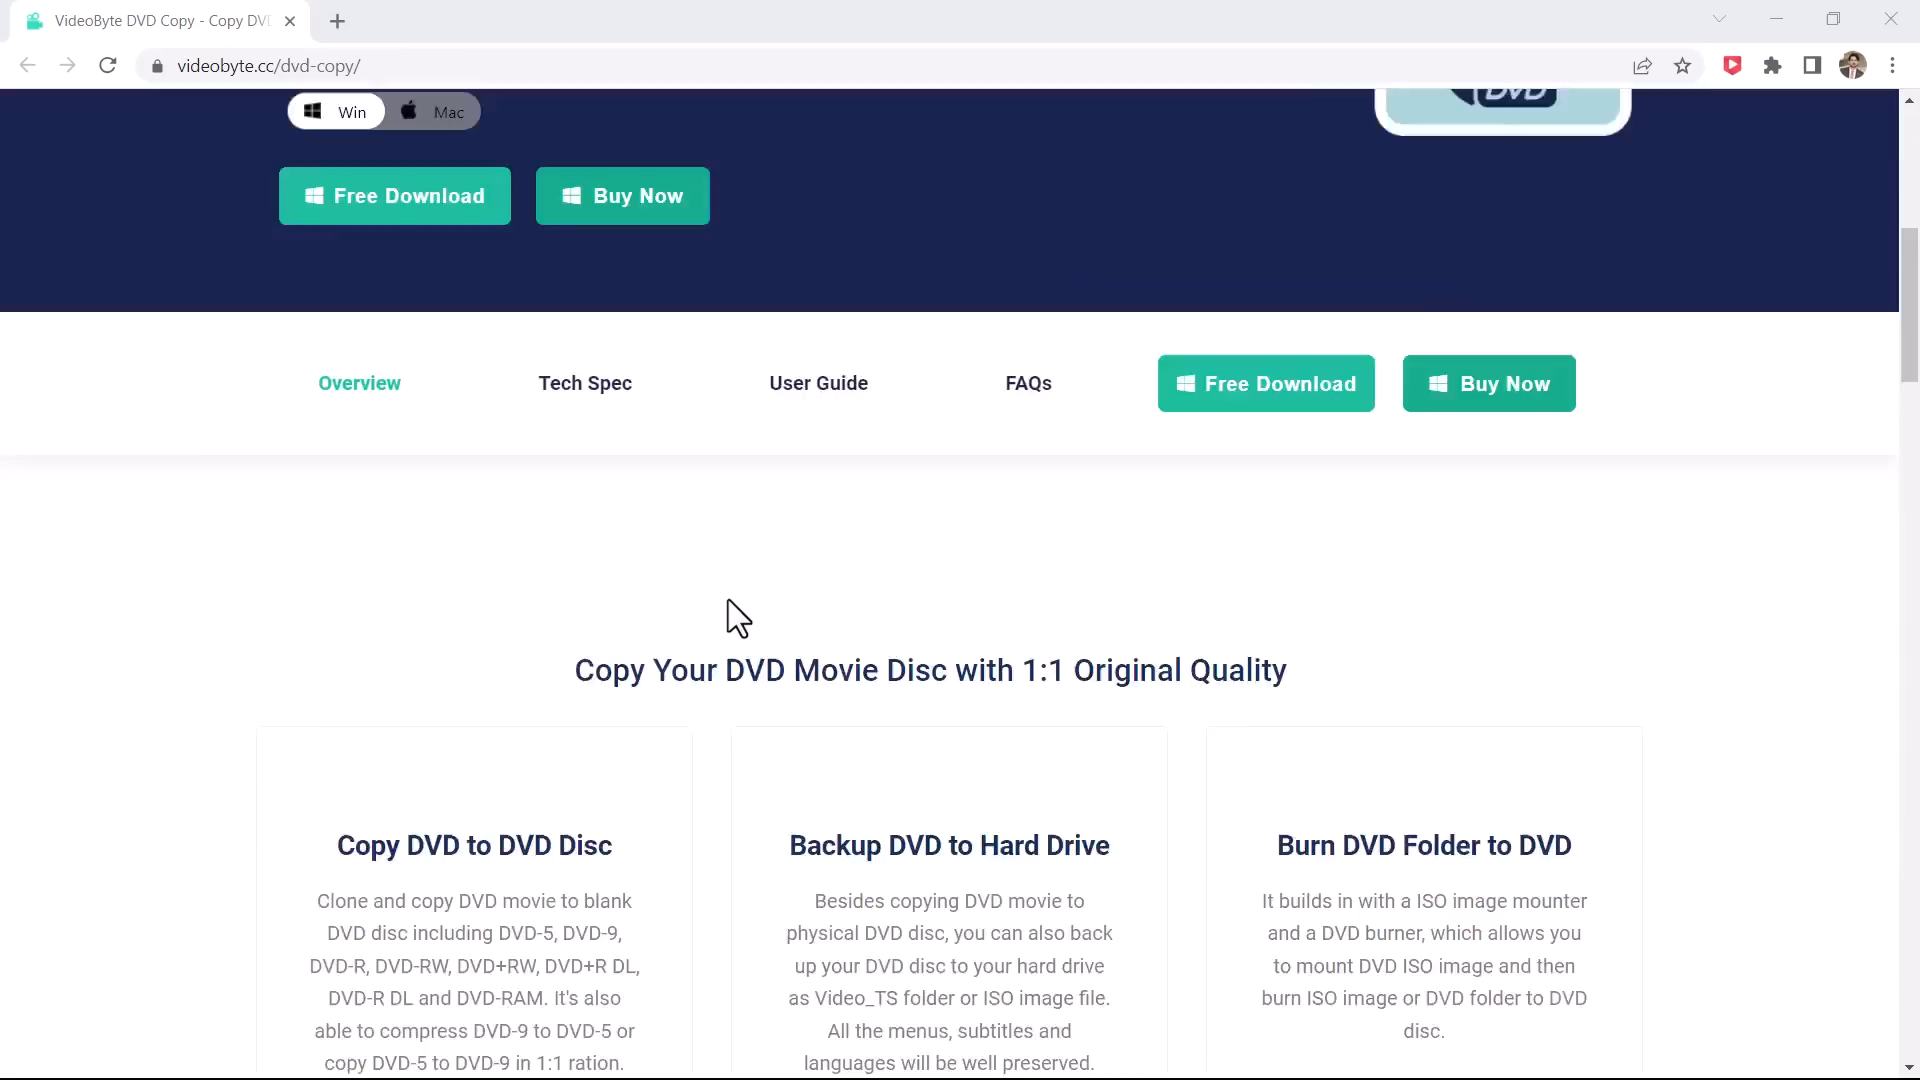 VideoByte DVD Copy - Copy DVD
videobyte.cc/dvd-copy/
DVD
Win
Mac
Free Download
Buy Now
Overview
Tech Spec
User Guide
FAQs
Free Download
Buy Now
Copy Your DVD Movie Disc with 1:1 Original Quality
Copy DVD to DVD Disc
Clone and copy DVD movie to blank
DVD disc including DVD-5, DVD-9,
DVD-R, DVD-RW, DVD+RW, DVD+R DL,
DVD-R DL and DVD-RAM. It's also
able to compress DVD-9 to DVD-5 or
copy DVD-5 to DVD-9 in 1:1 ration.
Backup DVD to Hard Drive
Besides copying DVD movie to
physical DVD disc, you can also back
up your DVD disc to your hard drive
as Video_TS folder or ISO image file.
All the menus, subtitles and
languages will be well preserved.
Burn DVD Folder to DVD
It builds in with a ISO image mounter
and a DVD burner, which allows you
to mount DVD ISO image and then
burn ISO image or DVD folder to DVD
disc.